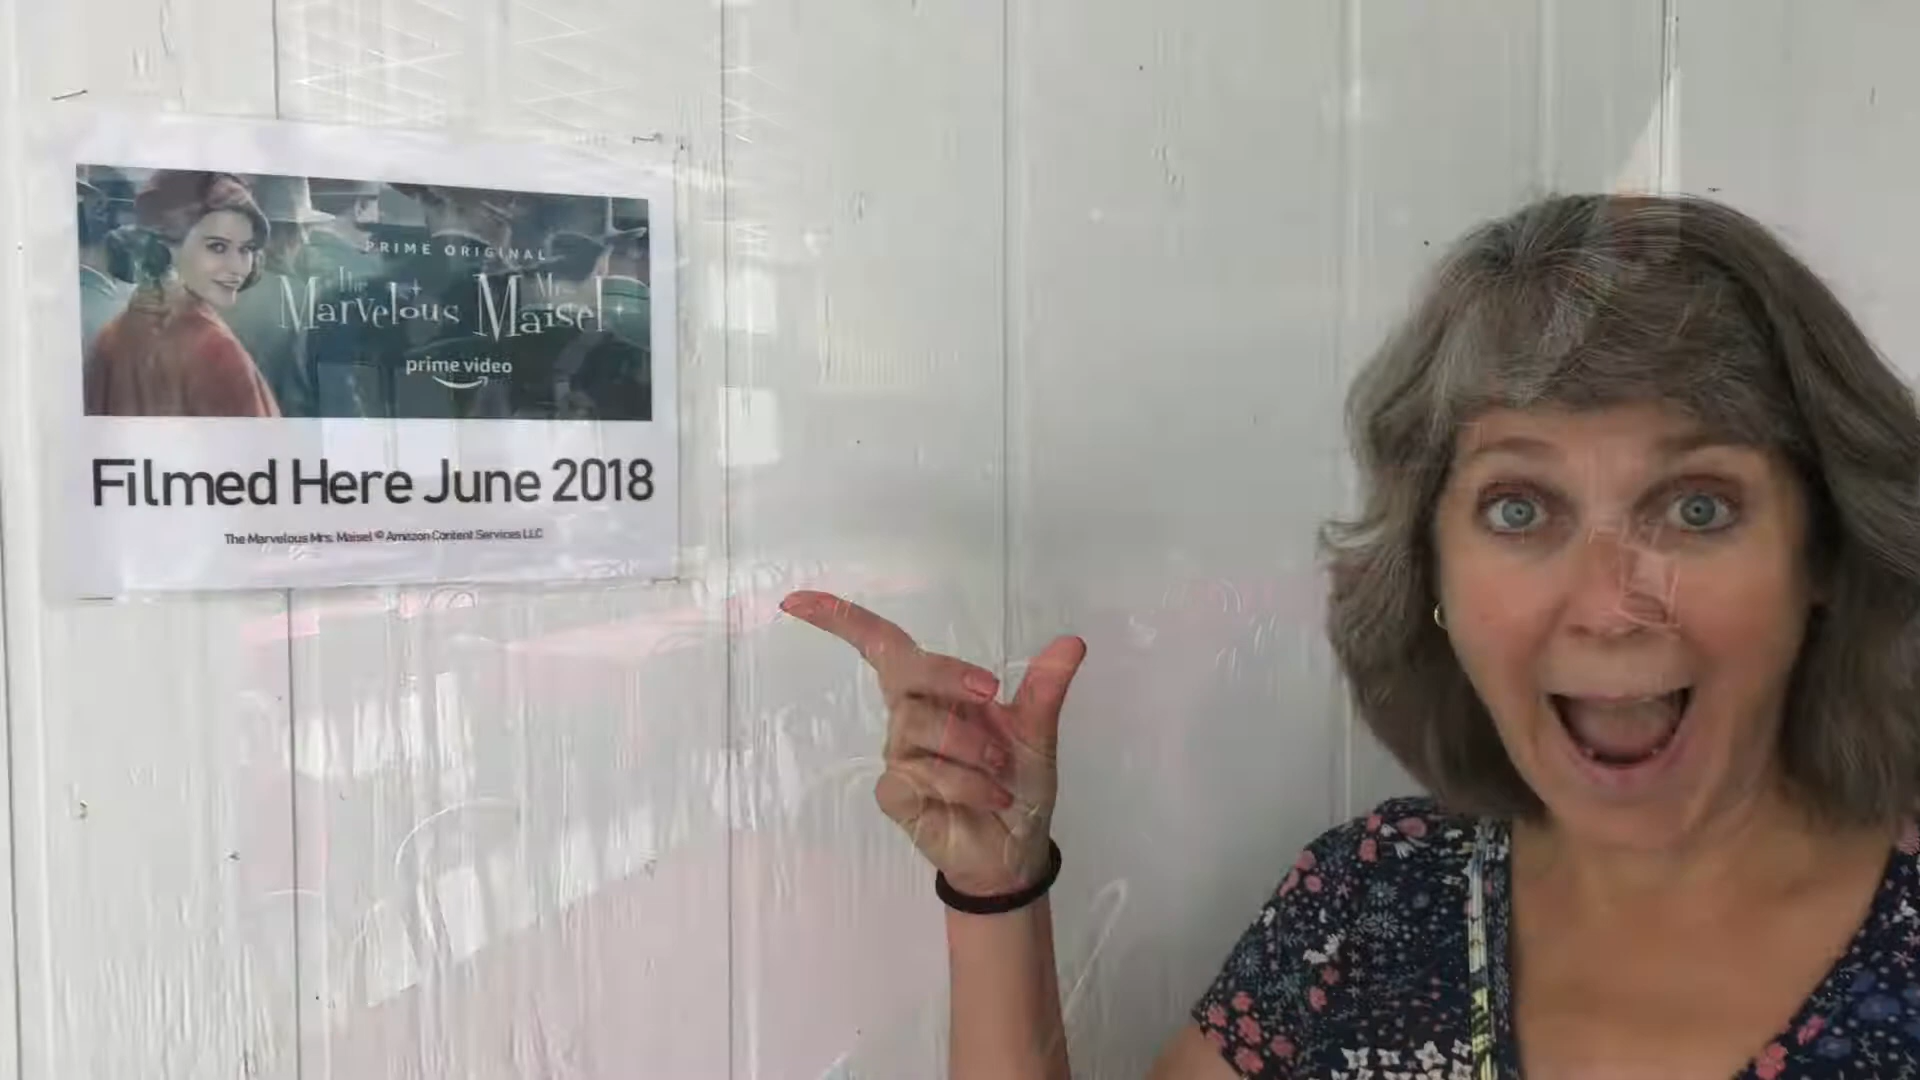 PRIME ORIGINAL
The Mrs.
Marvelous Maisel
prime video
Filmed Here June 2018
The Marvelous Mrs. Maisel © Amazon Content Services LLC